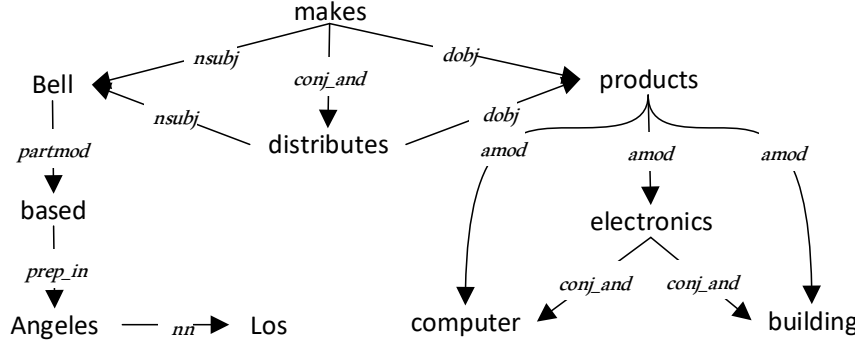 makes
nsubj
conj_and
dobj
Bell
products
nsubj
distributes
dobj
partmod
amod
amod
amod
based
electronics
prep_in
conj_and
conj_and
Angeles
nn
Los
computer
building